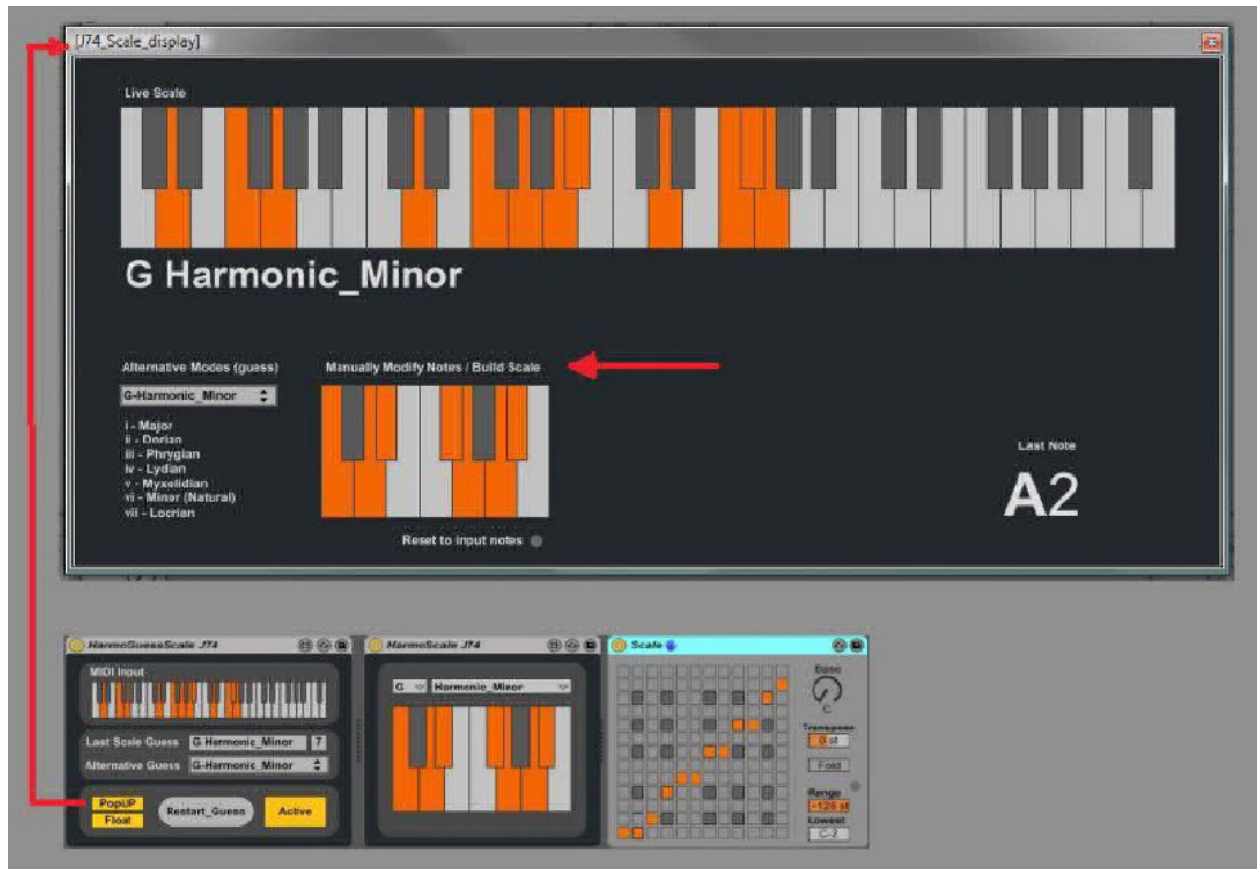 [J74_Scale_display]
Live Scale
G Harmonic_Minor
Alternative Modes (guess)
Manually Modify Notes / Build Scale
G-Harmonic_Minor
i - Major
ii - Dorian
iii - Phrygian
iv - Lydian
v - Myxolidian
vi - Minor (Natural)
vii - Locrian
Reset to input notes
Last Note
A2
HarmoGuessScale J74
HarmoScale J74
Scale
MIDI Input
G
Harmonic_Minor
Base
C
Last Scale Guess
G Harmonic_Minor
7
Transpose
0 st
Alternative Guess
G-Harmonic_Minor
Fold
PopUP
Float
Restart_Guess
Active
Range
-128 st
Lowest
C-2